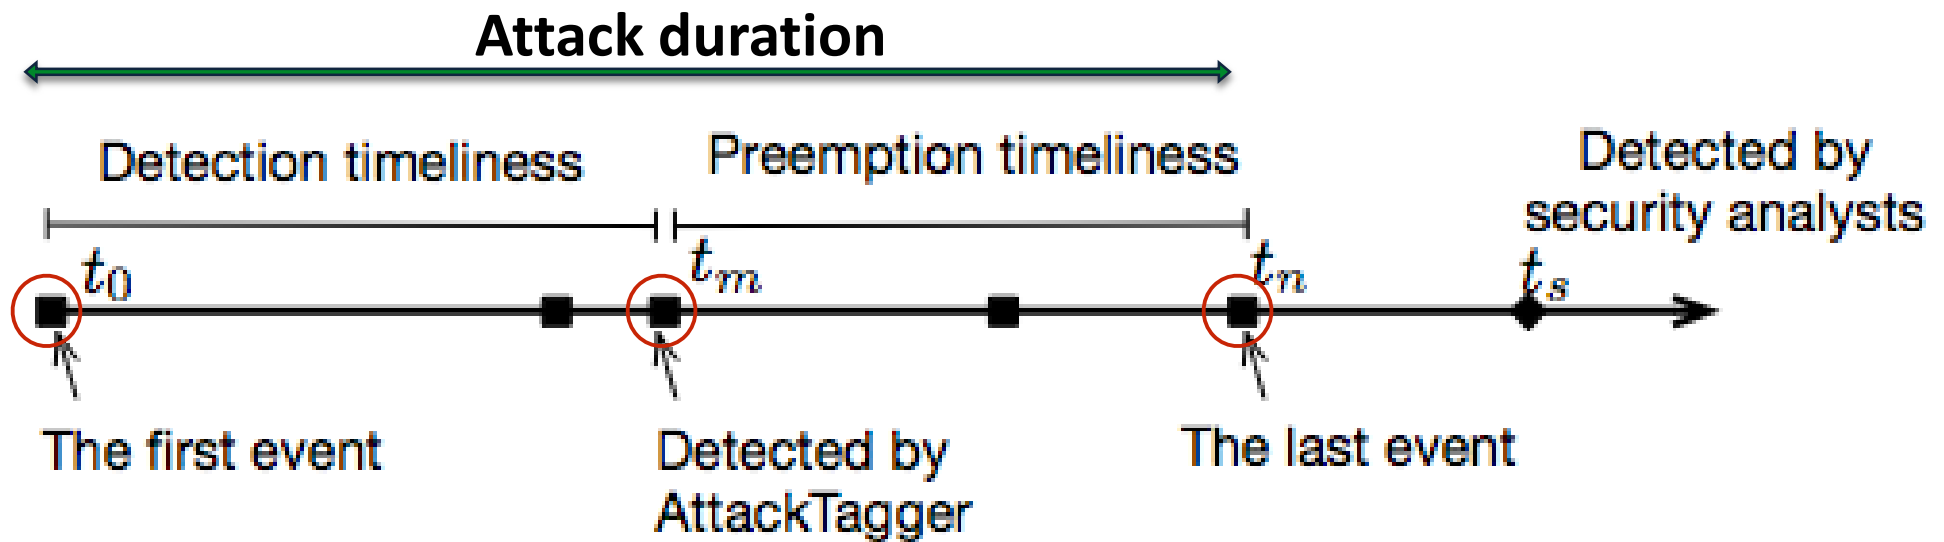 Attack duration
Detection timeliness
Preemption timeliness
Detected by
security analysts
t0
tm
tn
ts
The first event
Detected by
AttackTagger
The last event